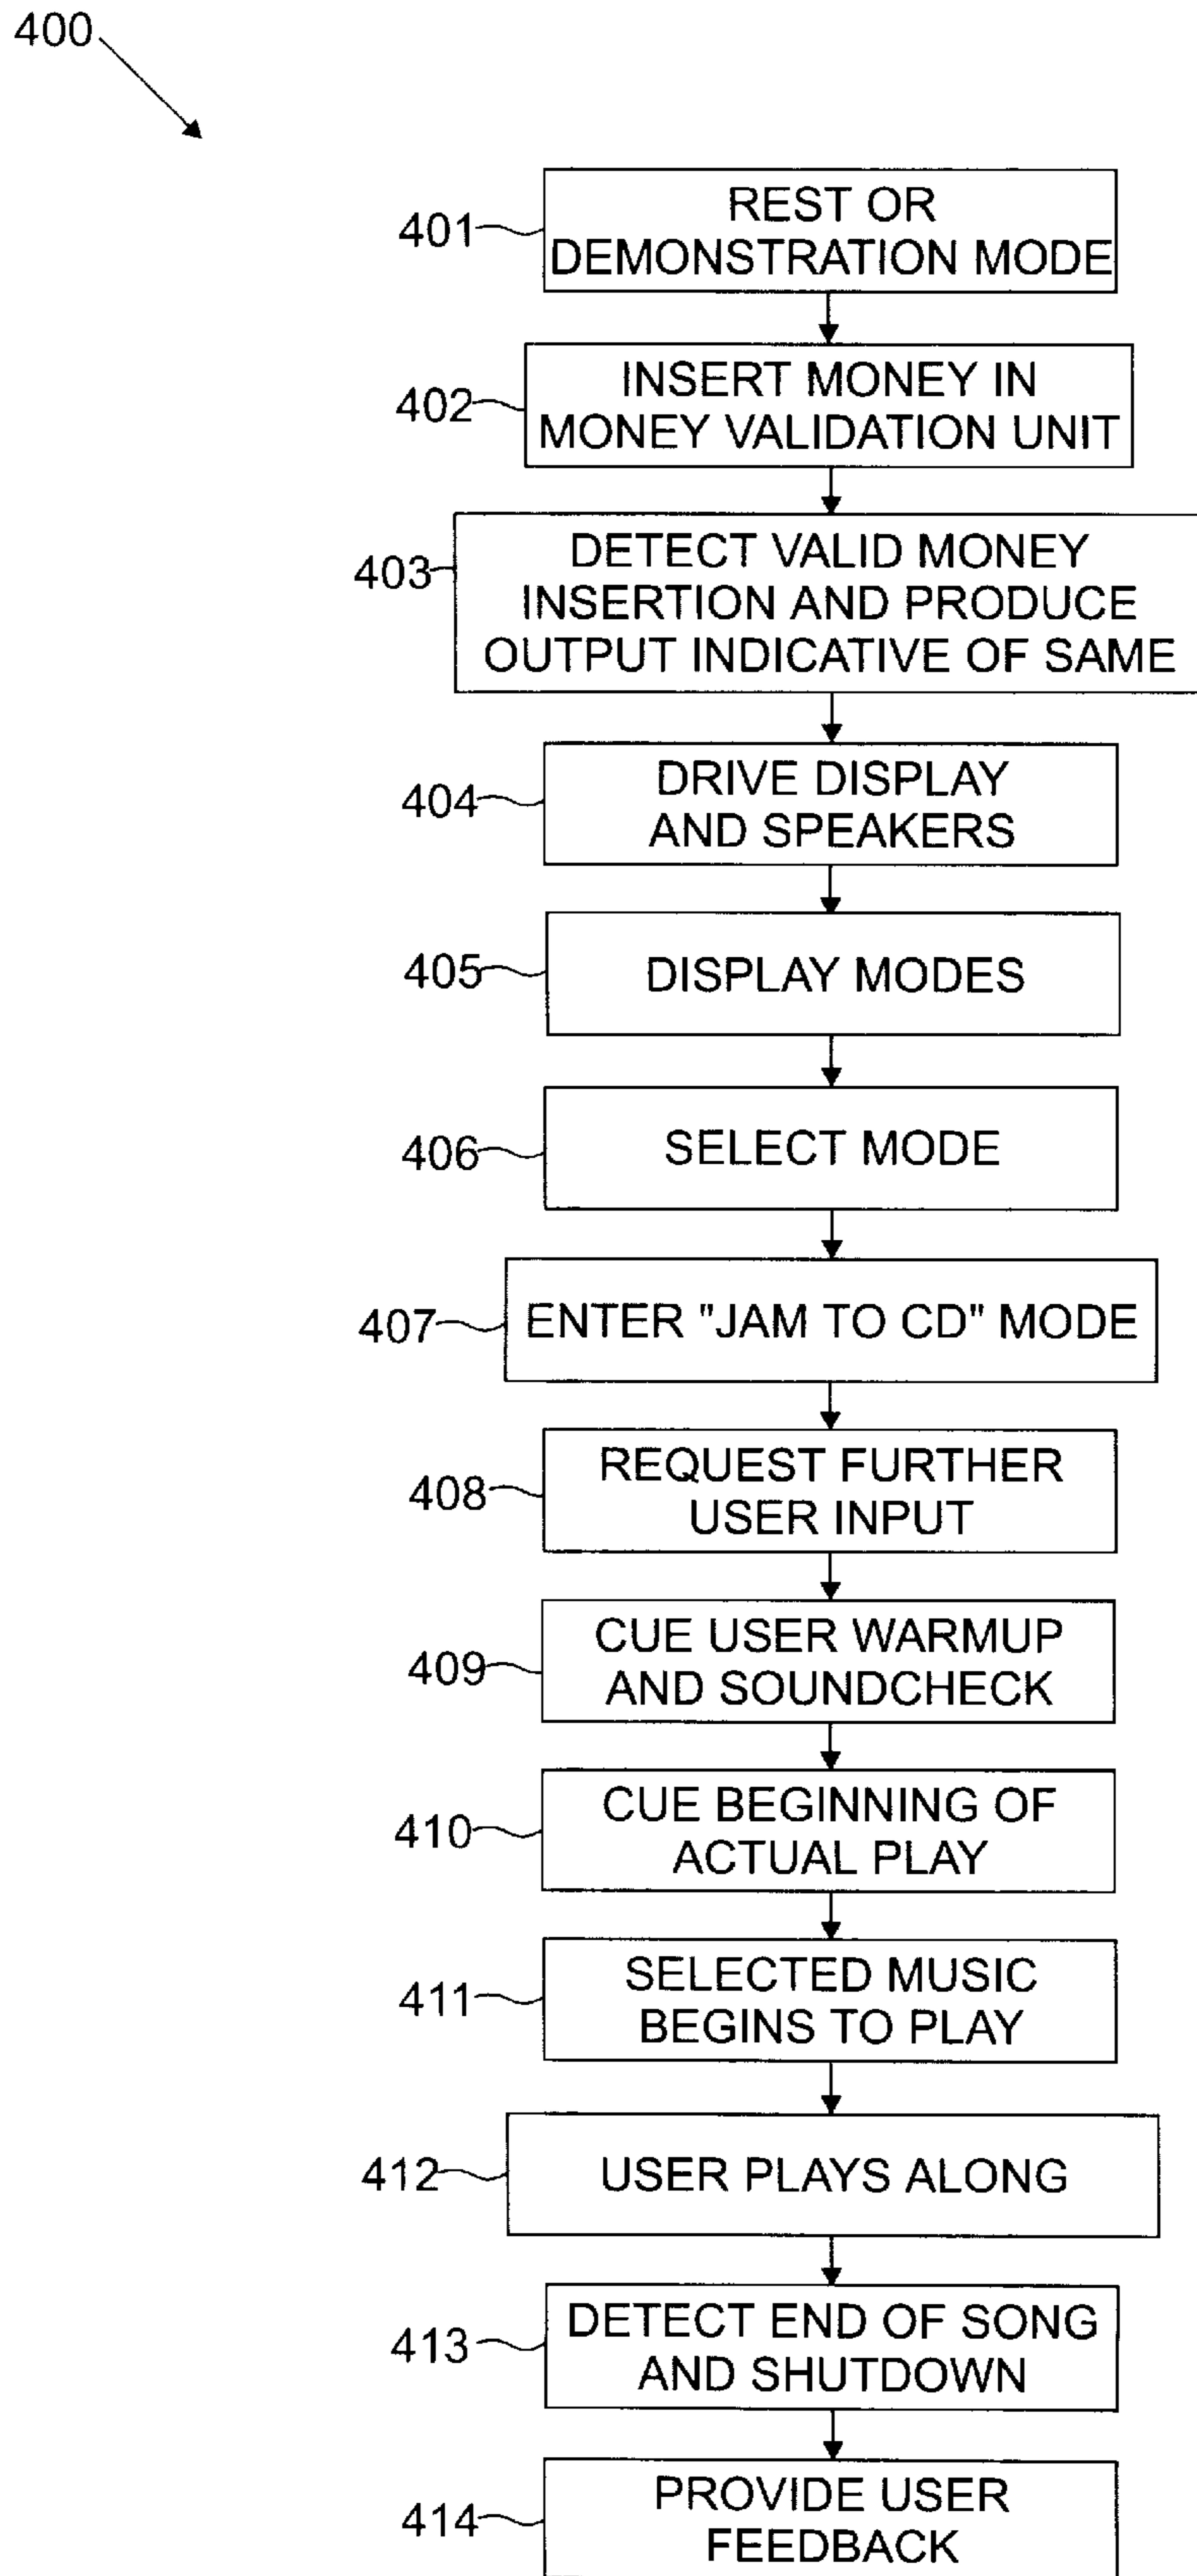 400
401
REST OR
DEMONSTRATION MODE
402
INSERT MONEY IN
MONEY VALIDATION UNIT
403
DETECT VALID MONEY
INSERTION AND PRODUCE
OUTPUT INDICATIVE OF SAME
404
DRIVE DISPLAY
AND SPEAKERS
405
DISPLAY MODES
406
SELECT MODE
407
ENTER "JAM TO CD" MODE
408
REQUEST FURTHER
USER INPUT
409
CUE USER WARMUP
AND SOUNDCHECK
410
CUE BEGINNING OF
ACTUAL PLAY
411
SELECTED MUSIC
BEGINS TO PLAY
412
USER PLAYS ALONG
413
DETECT END OF SONG
AND SHUTDOWN
414
PROVIDE USER
FEEDBACK